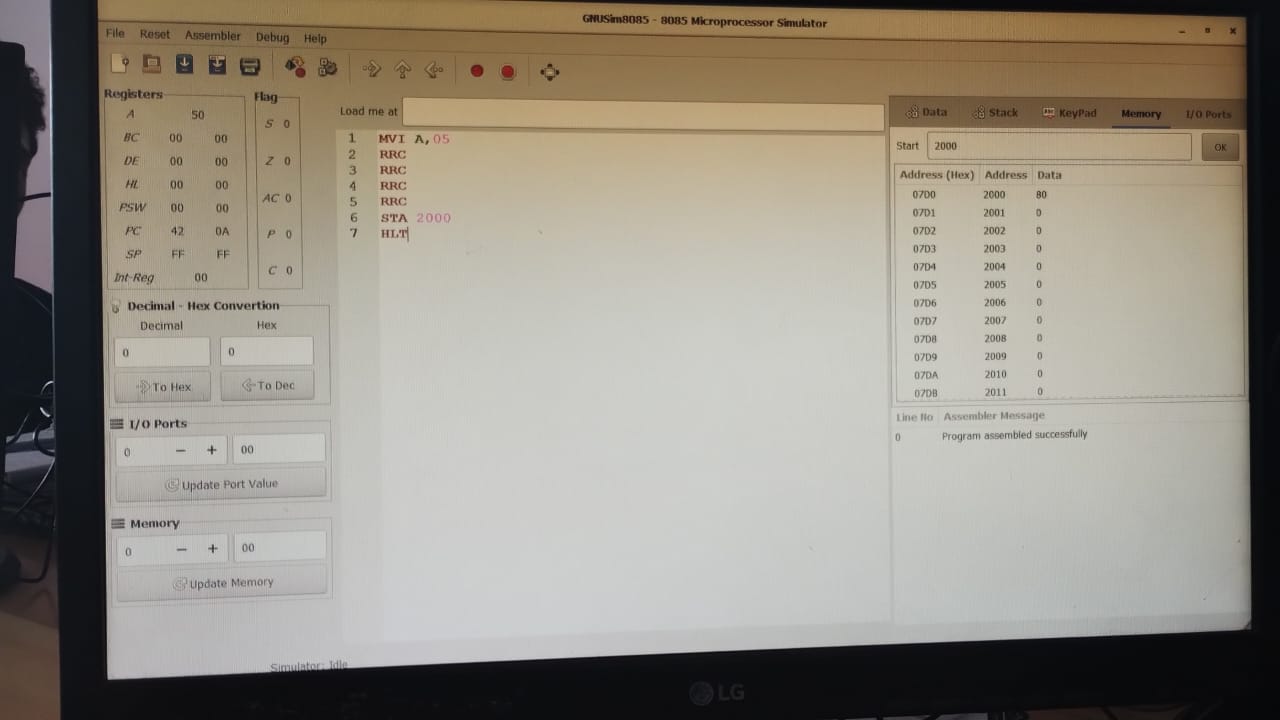 GNUSim8085 - 8085 Microprocessor Simulator
File Reset Assembler Debug Help
Registers
A 50
BC 00 00
DE 00 00
HL 00 00
PSW 00 00
PC 42 0A
SP FF FF
Int-Reg 00
Flag
S 0
Z 0
AC 0
P 0
C 0
Decimal - Hex Convertion
Decimal Hex
0 0
To Hex To Dec
I/O Ports
0 − + 00
Update Port Value
Memory
0 − + 00
Update Memory
Load me at
1 MVI A,05
2 RRC
3 RRC
4 RRC
5 RRC
6 STA 2000
7 HLT
Data Stack KeyPad Memory I/O Ports
Start 2000 OK
Address (Hex) Address Data
07D0 2000 80
07D1 2001 0
07D2 2002 0
07D3 2003 0
07D4 2004 0
07D5 2005 0
07D6 2006 0
07D7 2007 0
07D8 2008 0
07D9 2009 0
07DA 2010 0
07DB 2011 0
Line No Assembler Message
0 Program assembled successfully
Simulator: Idle
LG